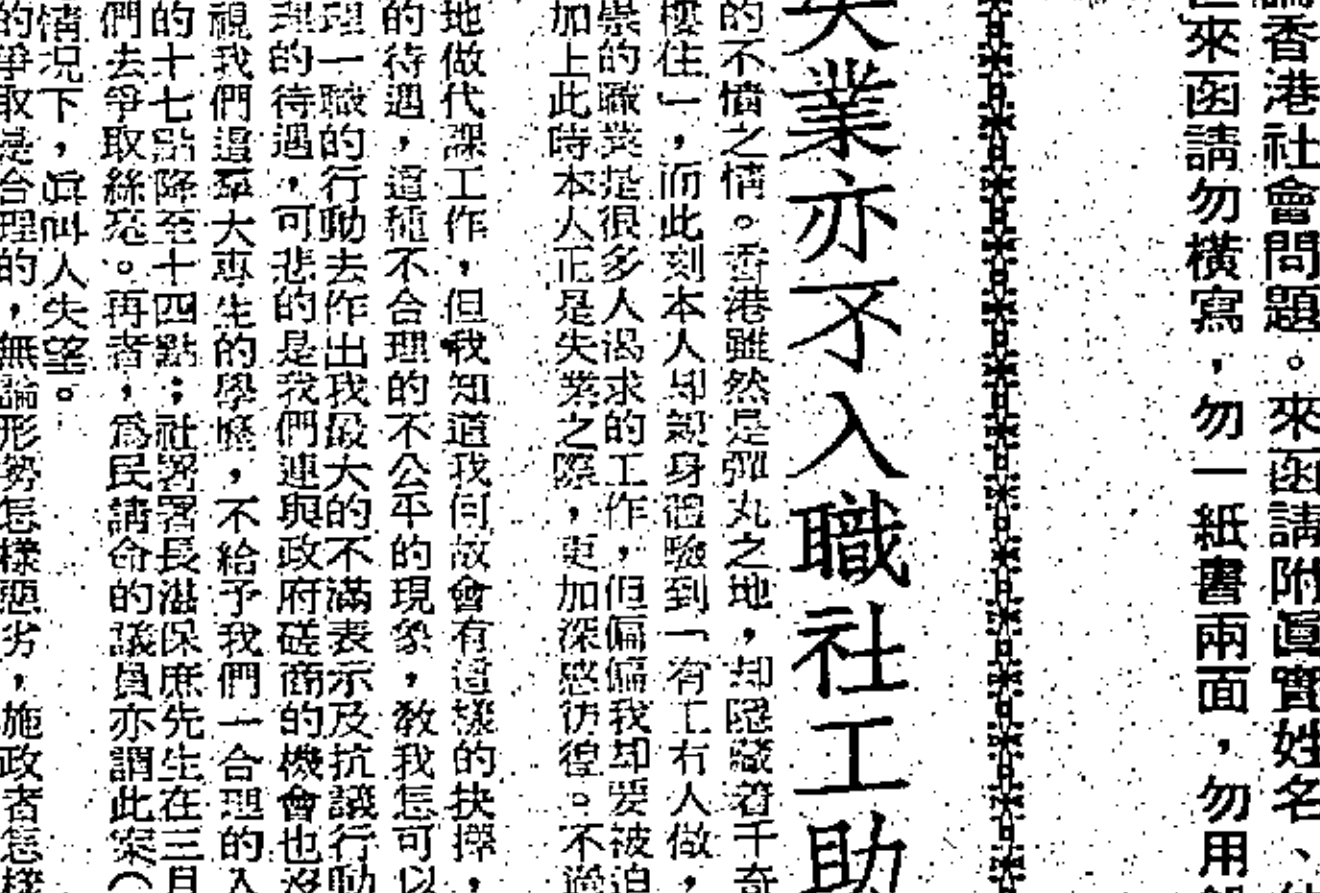 論香港社會問題。來函請附眞實姓名、
來函請勿橫寫，勿一紙書兩面，勿用
失業亦不入職社工助
的不憤之情。香港雖然是彈丸之地，却隱藏着千奇
樓住」，而此刻本人却親身體驗到「有工冇人做，
崇的職業是很多人渴求的工作，但偏偏我却要被迫
加上此時本人正是失業之際，更加深感彷徨。不過
地做代課工作，但我知道我何故會有這樣的抉擇，
的待遇，這種不合理的不公平的現象，教我怎可以
理一職的行動去作出我最大的不滿表示及抗議行動
理的待遇，可悲的是我們連與政府磋商的機會也沒
視我們這羣大專生的學歷，不給予我們一合理的入
的十七點降至十四點；社署署長湛保庶先生在三月
們去爭取絲毫。再者，爲民請命的議員亦謂此案（
情況下，眞叫人失望。
的爭取是合理的，無論形勢怎樣惡劣，施政者怎樣